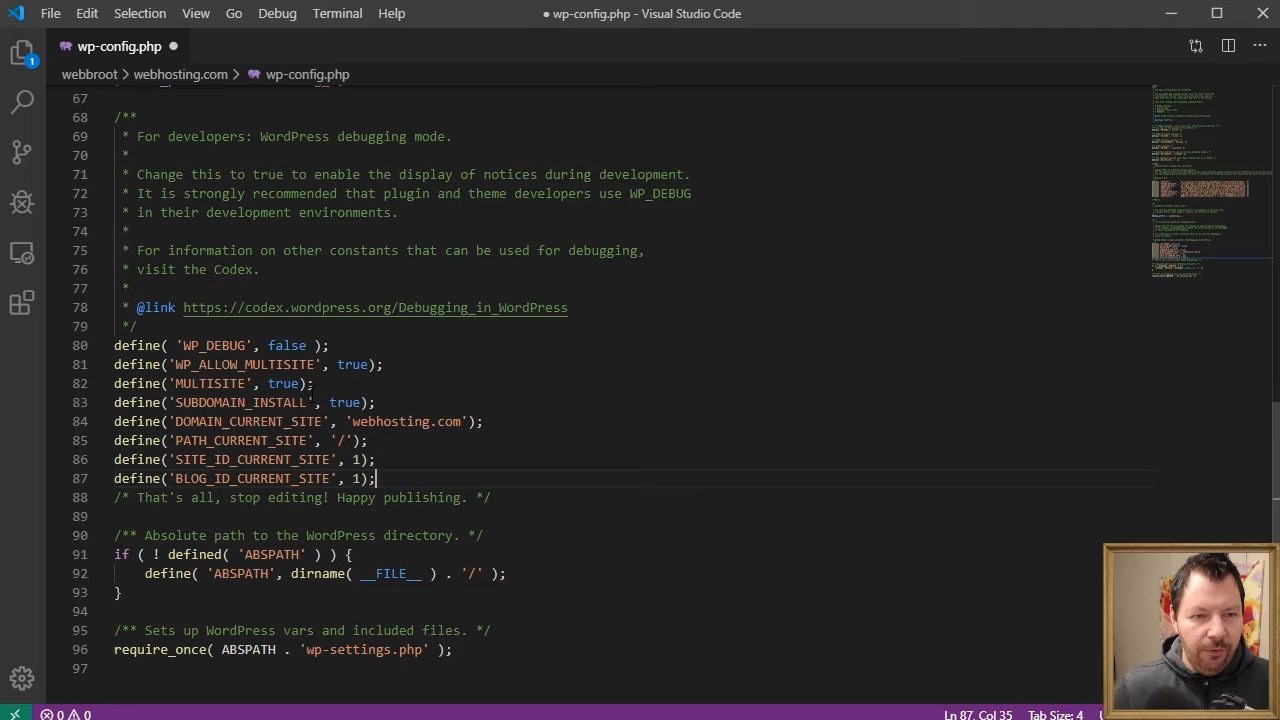 File Edit Selection View Go Debug Terminal Help
● wp-config.php - Visual Studio Code
wp-config.php ●
webbroot > webhosting.com > wp-config.php
1
67
68 /**
69 * For developers: WordPress debugging mode.
70 *
71 * Change this to true to enable the display of notices during development.
72 * It is strongly recommended that plugin and theme developers use WP_DEBUG
73 * in their development environments.
74 *
75 * For information on other constants that can be used for debugging,
76 * visit the Codex.
77 *
78 * @link https://codex.wordpress.org/Debugging_in_WordPress
79 */
80 define( 'WP_DEBUG', false );
81 define('WP_ALLOW_MULTISITE', true);
82 define('MULTISITE', true);
83 define('SUBDOMAIN_INSTALL', true);
84 define('DOMAIN_CURRENT_SITE', 'webhosting.com');
85 define('PATH_CURRENT_SITE', '/');
86 define('SITE_ID_CURRENT_SITE', 1);
87 define('BLOG_ID_CURRENT_SITE', 1);
88 /* That's all, stop editing! Happy publishing. */
89
90 /** Absolute path to the WordPress directory. */
91 if ( ! defined( 'ABSPATH' ) ) {
92 define( 'ABSPATH', dirname( __FILE__ ) . '/' );
93 }
94
95 /** Sets up WordPress vars and included files. */
96 require_once( ABSPATH . 'wp-settings.php' );
97
0 0 Ln 87, Col 35 Tab Size: 4